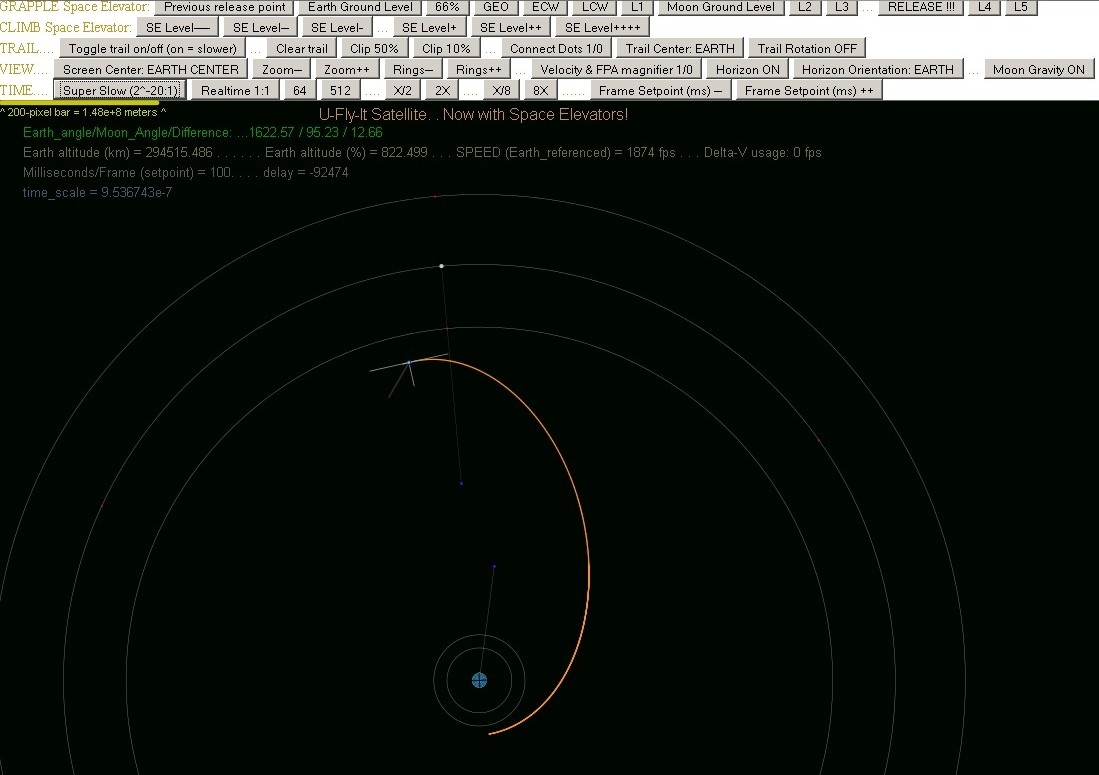 GRAPPLE Space Elevator: Previous release point Earth Ground Level 66% GEO ECW LCW L1 Moon Ground Level L2 L3 ... RELEASE !!! L4 L5
CLIMB Space Elevator: SE Level---- SE Level-- SE Level- ... SE Level+ SE Level++ SE Level++++
TRAIL.... Toggle trail on/off (on = slower) ... Clear trail Clip 50% Clip 10% ... Connect Dots 1/0 Trail Center: EARTH Trail Rotation OFF
VIEW.... Screen Center: EARTH CENTER Zoom-- Zoom++ Rings-- Rings++ ... Velocity & FPA magnifier 1/0 Horizon ON Horizon Orientation: EARTH ... Moon Gravity ON
TIME.... Super Slow (2^-20:1) Realtime 1:1 64 512 .... X/2 2X .... X/8 8X ...... Frame Setpoint (ms) -- Frame Setpoint (ms) ++
^ 200-pixel bar = 1.48e+8 meters ^
U-Fly-It Satellite. . Now with Space Elevators!
Earth_angle/Moon_Angle/Difference: ...1622.57 / 95.23 / 12.66
Earth altitude (km) = 294515.486 . . . . . . Earth altitude (%) = 822.499 . . . SPEED (Earth_referenced) = 1874 fps . . . Delta-V usage: 0 fps
Milliseconds/Frame (setpoint) = 100. . . . delay = -92474
time_scale = 9.536743e-7